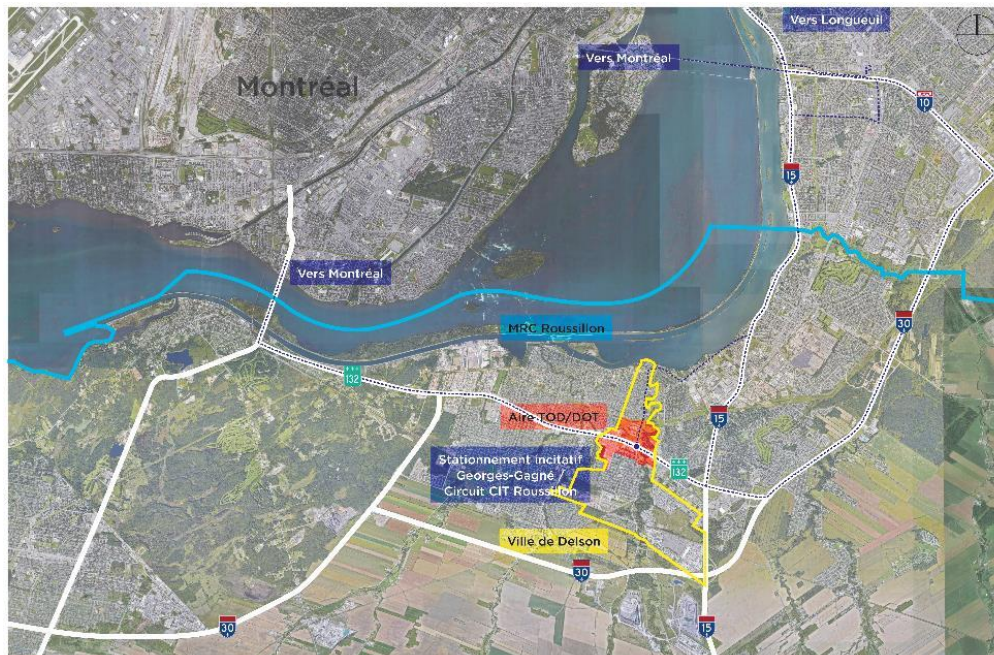 Vers Longueuil
Vers Montréal
Montréal
10
15
Vers Montréal
MRC Roussillon
30
132
15
Aire TOD/DOT
132
Stationnement incitatif
Georges-Gagné /
Circuit CIT Roussillon
Ville de Delson
30
30
15